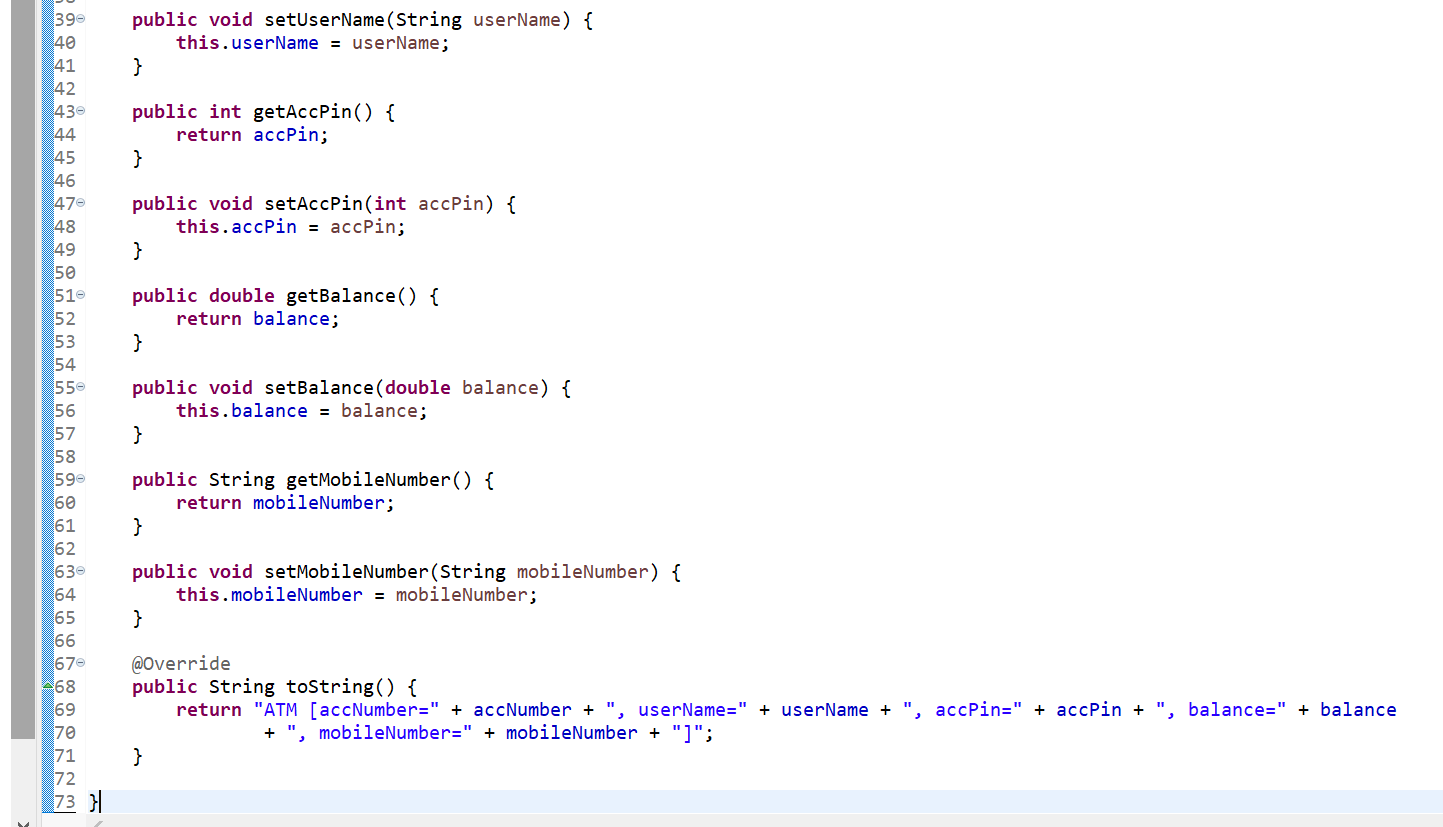 39 public void setUserName(String userName) {
40 this.userName = userName;
41 }
42
43 public int getAccPin() {
44 return accPin;
45 }
46
47 public void setAccPin(int accPin) {
48 this.accPin = accPin;
49 }
50
51 public double getBalance() {
52 return balance;
53 }
54
55 public void setBalance(double balance) {
56 this.balance = balance;
57 }
58
59 public String getMobileNumber() {
60 return mobileNumber;
61 }
62
63 public void setMobileNumber(String mobileNumber) {
64 this.mobileNumber = mobileNumber;
65 }
66
67 @Override
68 public String toString() {
69 return "ATM [accNumber=" + accNumber + ", userName=" + userName + ", accPin=" + accPin + ", balance=" + balance
70 + ", mobileNumber=" + mobileNumber + "]";
71 }
72
73 }